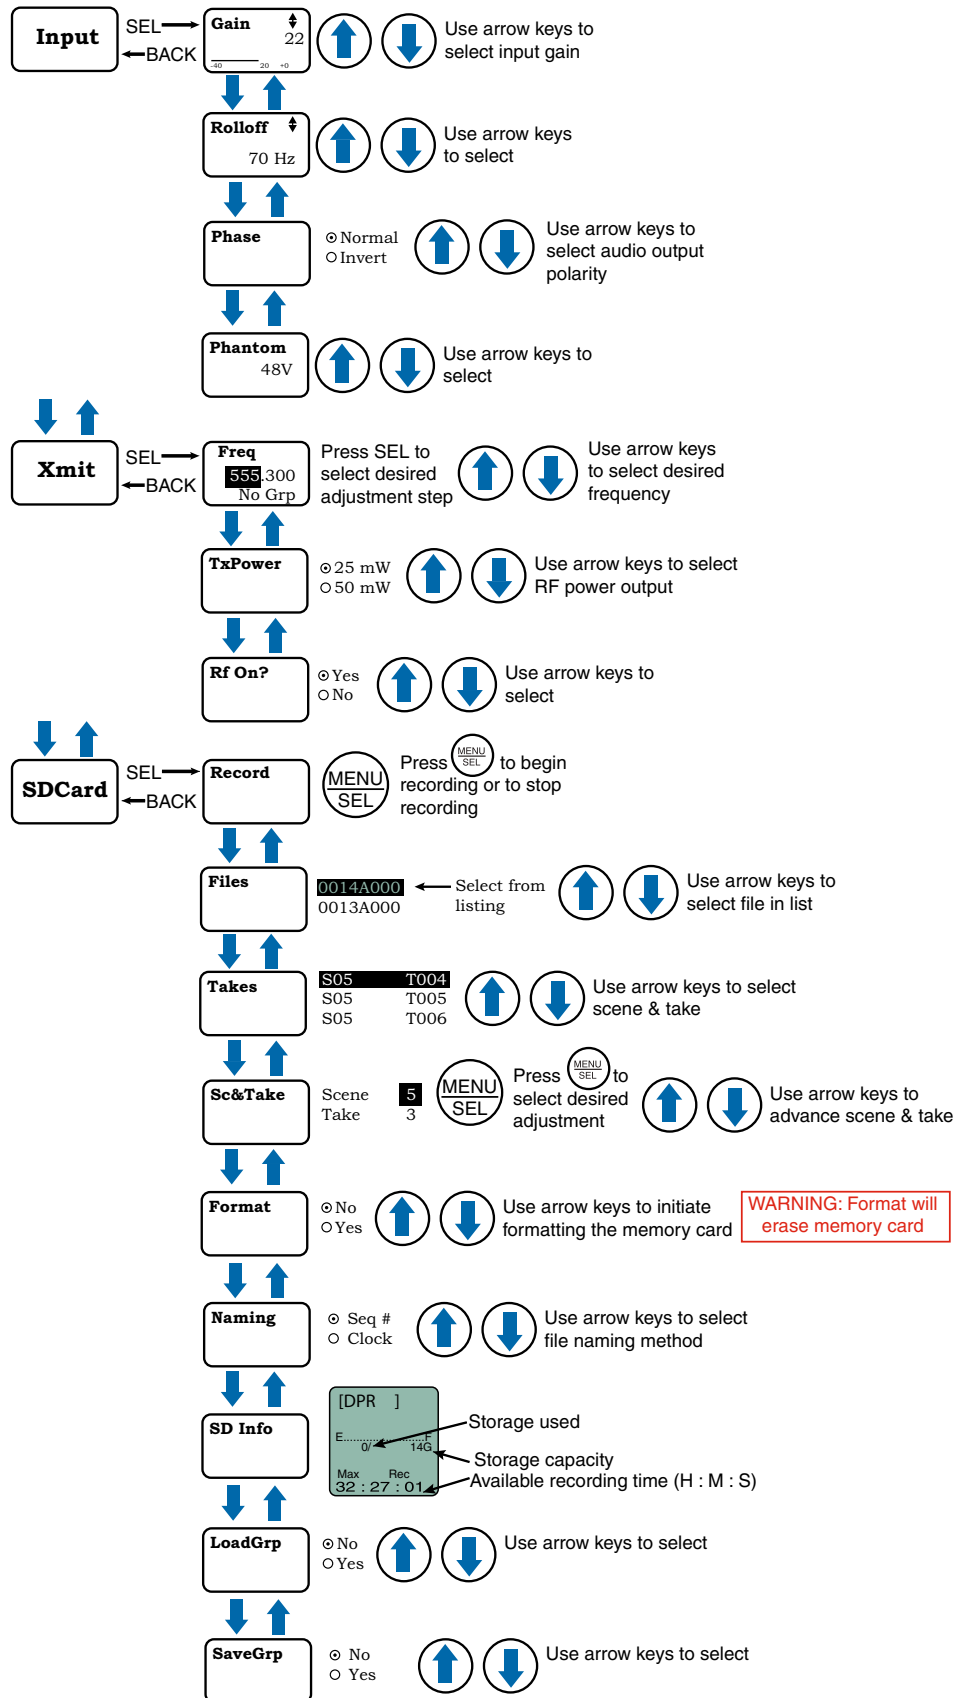 Input
SEL
BACK
Gain
22
-40 20 +0
Use arrow keys to
select input gain
Rolloff
70 Hz
Use arrow keys
to select
Phase
Normal
Invert
Use arrow keys to
select audio output
polarity
Phantom
48V
Use arrow keys to
select
Xmit
SEL
BACK
Freq
555.300
No Grp
Press SEL to
select desired
adjustment step
Use arrow keys
to select desired
frequency
TxPower
25 mW
50 mW
Use arrow keys to select
RF power output
Rf On?
Yes
No
Use arrow keys to
select
SDCard
SEL
BACK
Record
MENU
SEL
Press MENU SEL to begin
recording or to stop
recording
Files
0014A000
0013A000
Select from
listing
Use arrow keys to
select file in list
Takes
S05 T004
S05 T005
S05 T006
Use arrow keys to select
scene & take
Sc&Take
Scene 5
Take 3
MENU
SEL
Press MENU SEL to
select desired
adjustment
Use arrow keys to
advance scene & take
Format
No
Yes
Use arrow keys to initiate
formatting the memory card
WARNING: Format will
erase memory card
Naming
Seq #
Clock
Use arrow keys to select
file naming method
SD Info
[DPR ]
E........................F
0/ 14G
Max Rec
32 : 27 : 01
Storage used
Storage capacity
Available recording time (H : M : S)
LoadGrp
No
Yes
Use arrow keys to select
SaveGrp
No
Yes
Use arrow keys to select